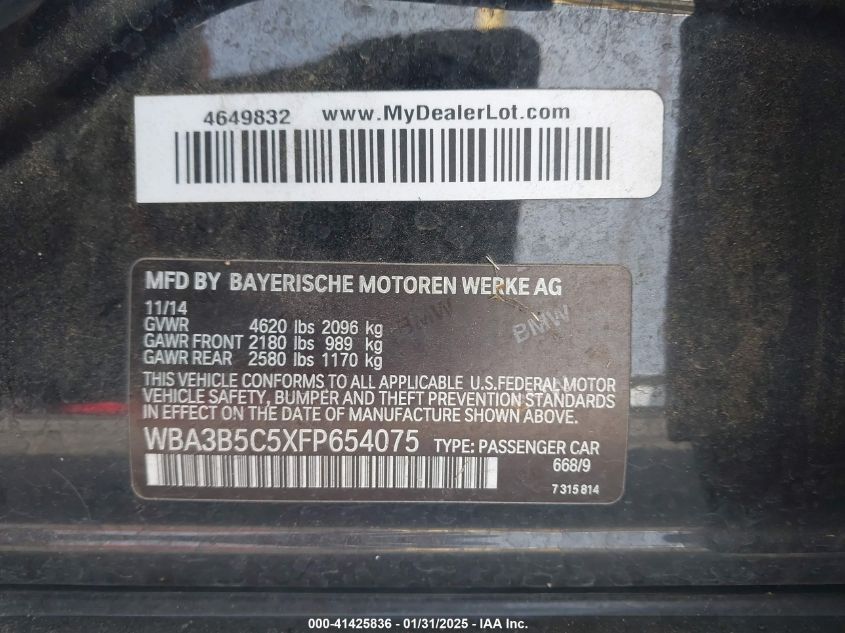 4649832 www.MyDealerLot.com
MFD BY BAYERISCHE MOTOREN WERKE AG
11/14
GVWR 4620 lbs 2096 kg
GAWR FRONT 2180 lbs 989 kg
GAWR REAR 2580 lbs 1170 kg
BMW
BMW
THIS VEHICLE CONFORMS TO ALL APPLICABLE U.S.FEDERAL MOTOR
VEHICLE SAFETY, BUMPER AND THEFT PREVENTION STANDARDS
IN EFFECT ON THE DATE OF MANUFACTURE SHOWN ABOVE.
WBA3B5C5XFP654075 TYPE: PASSENGER CAR
668/9
7315814
000-41425836 - 01/31/2025 - IAA Inc.